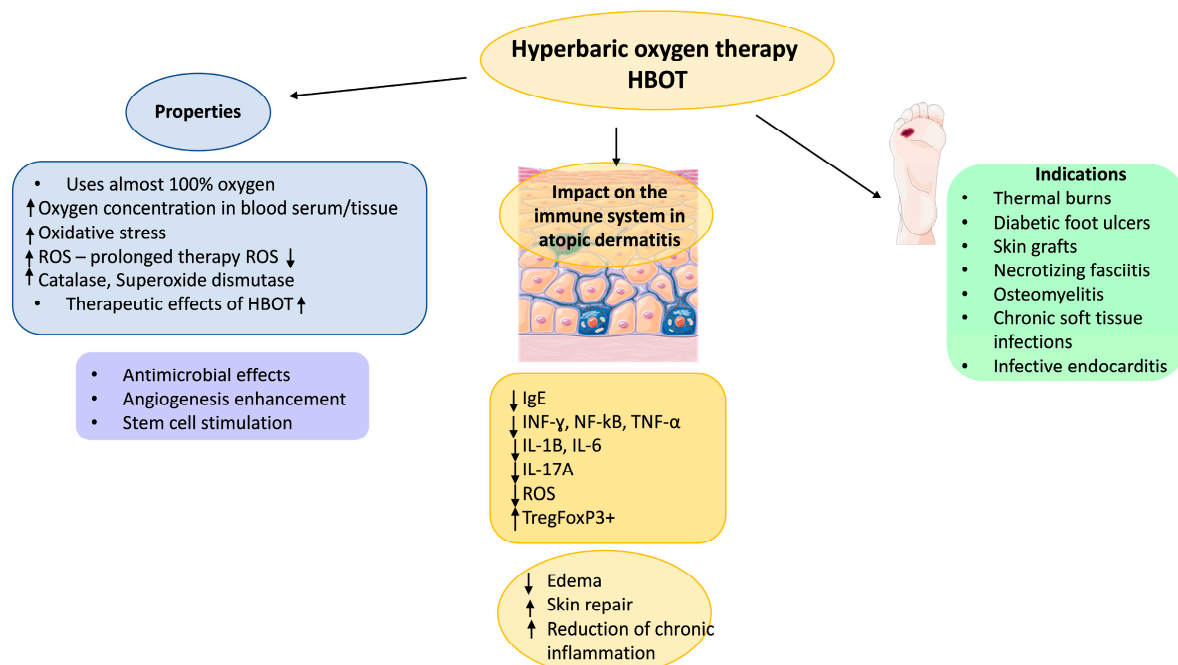 Hyperbaric oxygen therapy
HBOT
Properties
• Uses almost 100% oxygen
↑ Oxygen concentration in blood serum/tissue
↑ Oxidative stress
↑ ROS – prolonged therapy ROS ↓
↑ Catalase, Superoxide dismutase
• Therapeutic effects of HBOT ↑
• Antimicrobial effects
• Angiogenesis enhancement
• Stem cell stimulation
Impact on the
immune system in
atopic dermatitis
↓ IgE
↓ INF-ɣ, NF-kB, TNF-α
↓ IL-1B, IL-6
↓ IL-17A
↓ ROS
↑ TregFoxP3+
↓ Edema
↑ Skin repair
↑ Reduction of chronic
inflammation
Indications
• Thermal burns
• Diabetic foot ulcers
• Skin grafts
• Necrotizing fasciitis
• Osteomyelitis
• Chronic soft tissue
infections
• Infective endocarditis